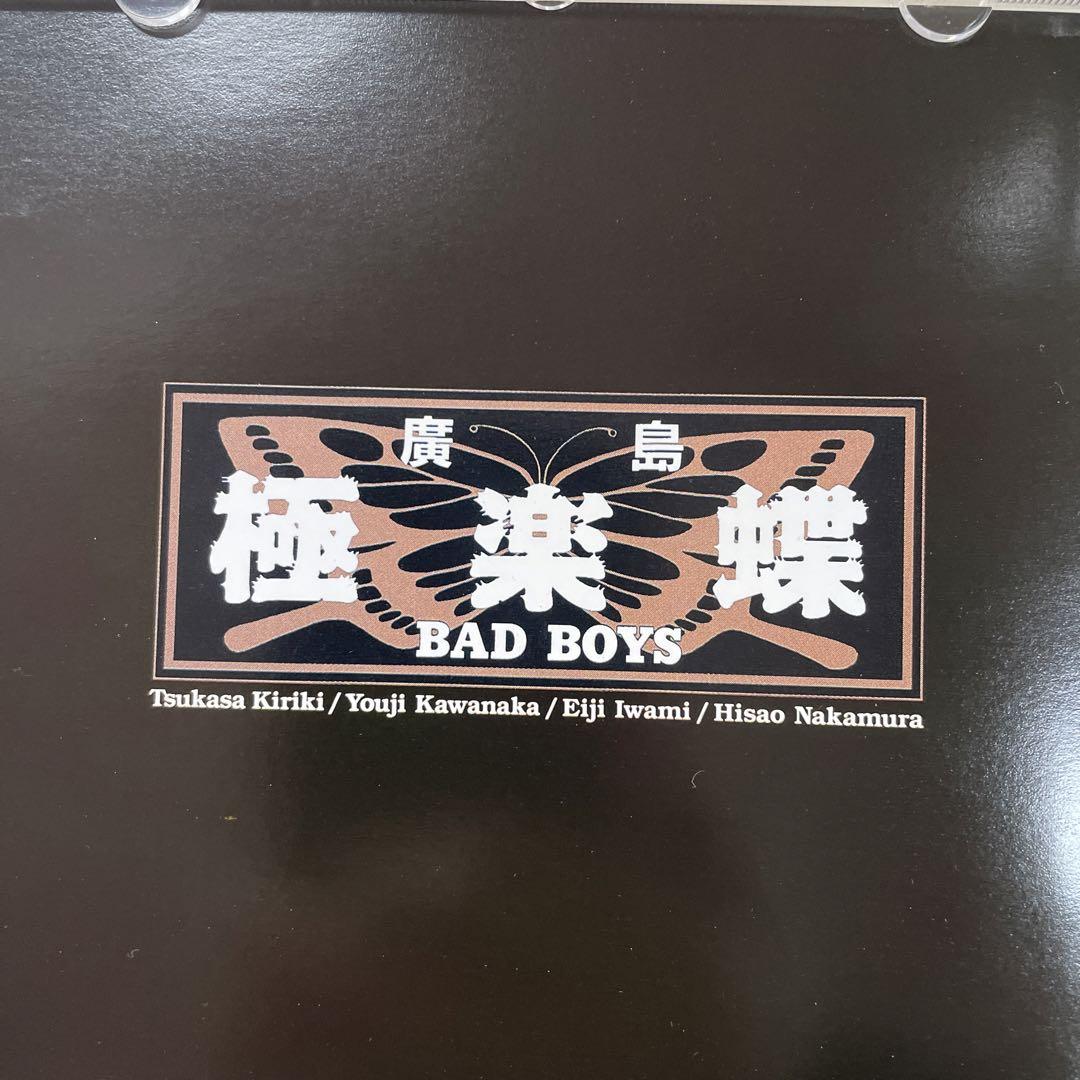 廣島
極楽蝶
BAD BOYS
Tsukasa Kiriki/Youji Kawanaka/Eiji Iwami/Hisao Nakamura